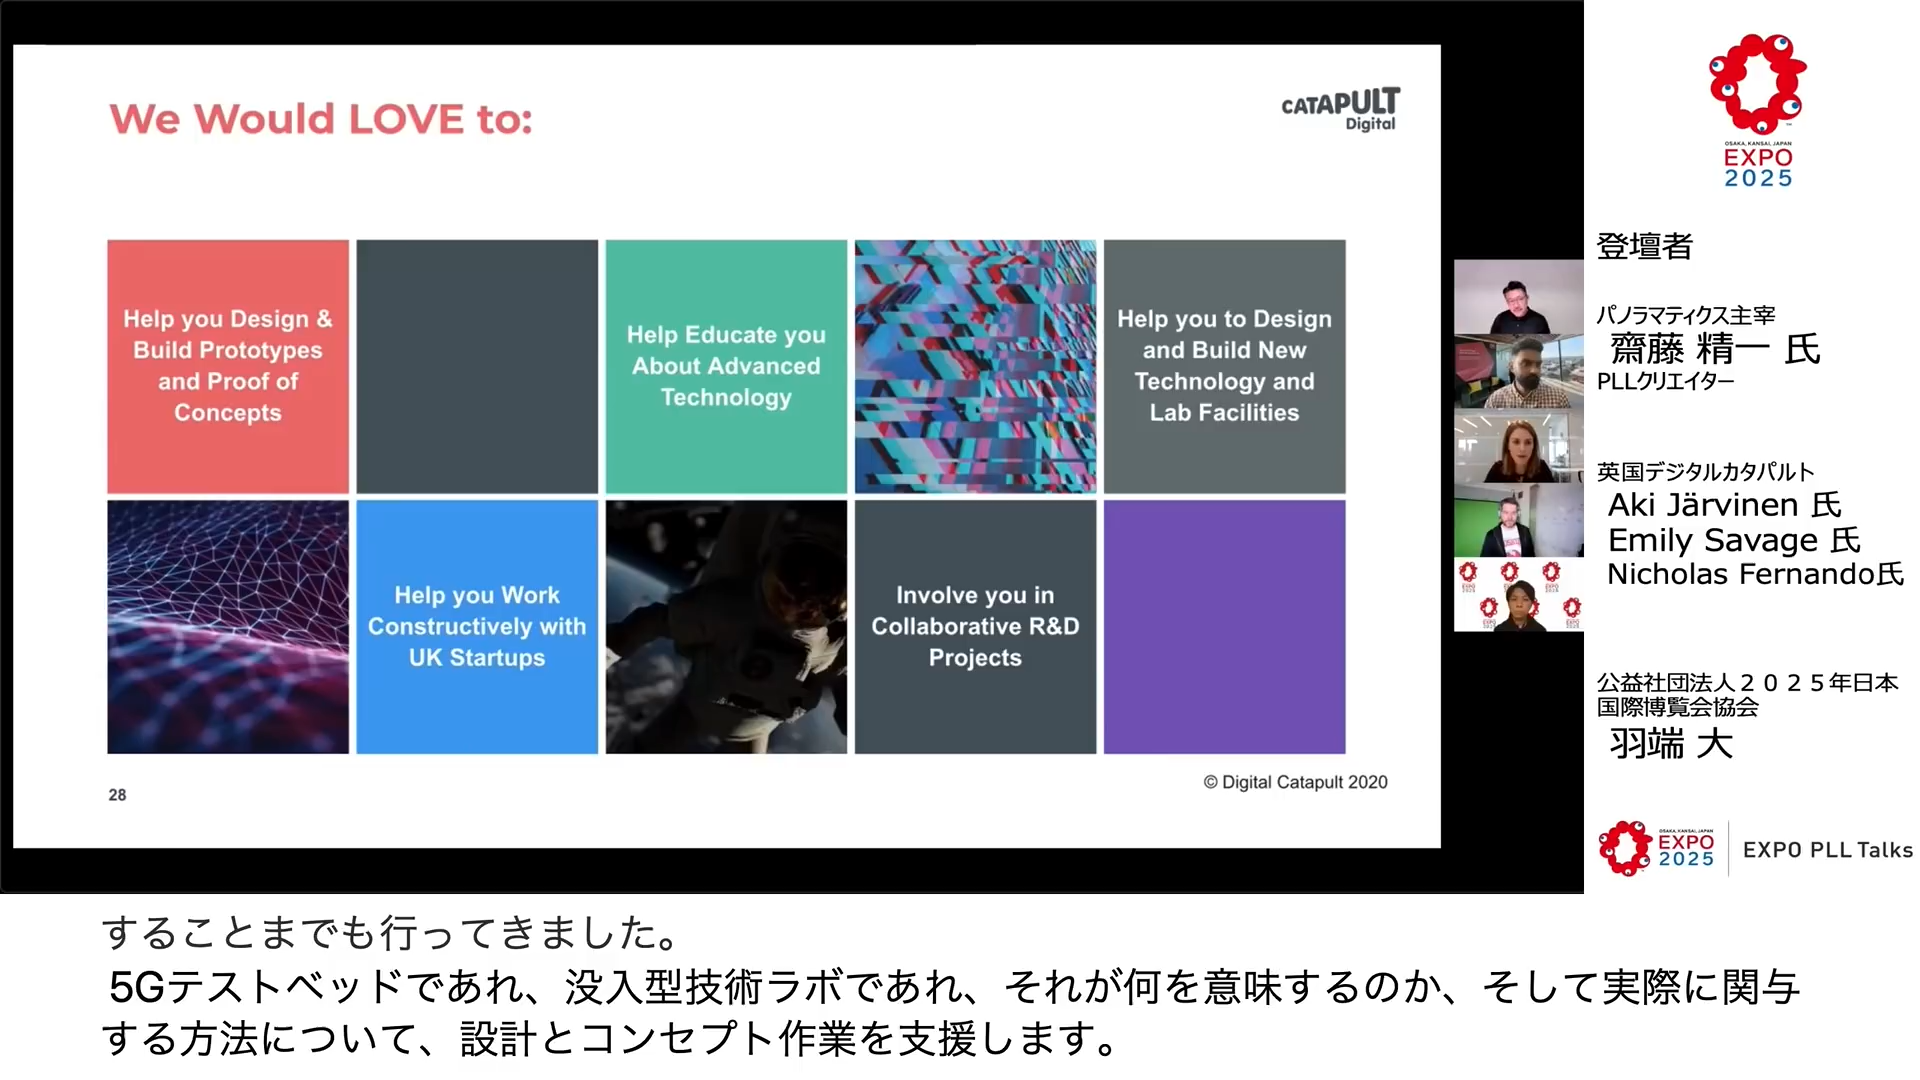 We Would LOVE to:
CATAPULT
Digital
Help you Design &
Build Prototypes
and Proof of
Concepts
Help Educate you
About Advanced
Technology
Help you to Design
and Build New
Technology and
Lab Facilities
Help you Work
Constructively with
UK Startups
Involve you in
Collaborative R&D
Projects
28
© Digital Catapult 2020
OSAKA, KANSAI, JAPAN
EXPO
2025
登壇者
パノラマティクス主宰
齋藤 精一 氏
PLLクリエイター
英国デジタルカタパルト
Aki Järvinen 氏
Emily Savage 氏
Nicholas Fernando氏
公益社団法人２０２５年日本
国際博覧会協会
羽端 大
OSAKA, KANSAI, JAPAN
EXPO
2025
EXPO PLL Talks
することまでも行ってきました。
5Gテストベッドであれ、没入型技術ラボであれ、それが何を意味するのか、そして実際に関与
する方法について、設計とコンセプト作業を支援します。